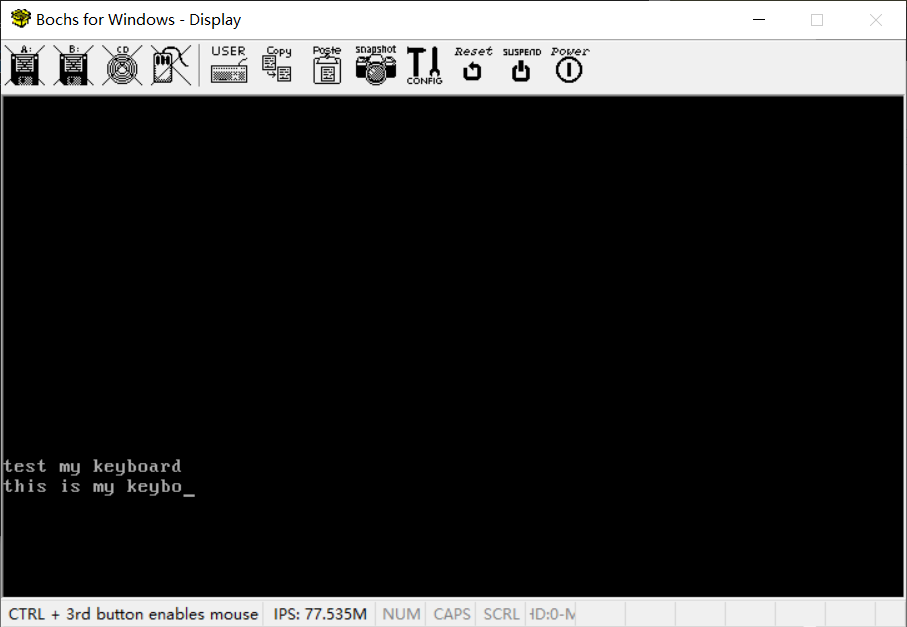 Bochs for Windows - Display
A: B: CD USER Copy Paste snapshot CONFIG Reset SUSPEND Power
test my keyboard
this is my keybo_
CTRL + 3rd button enables mouse IPS: 77.535M NUM CAPS SCRL HD:0-M